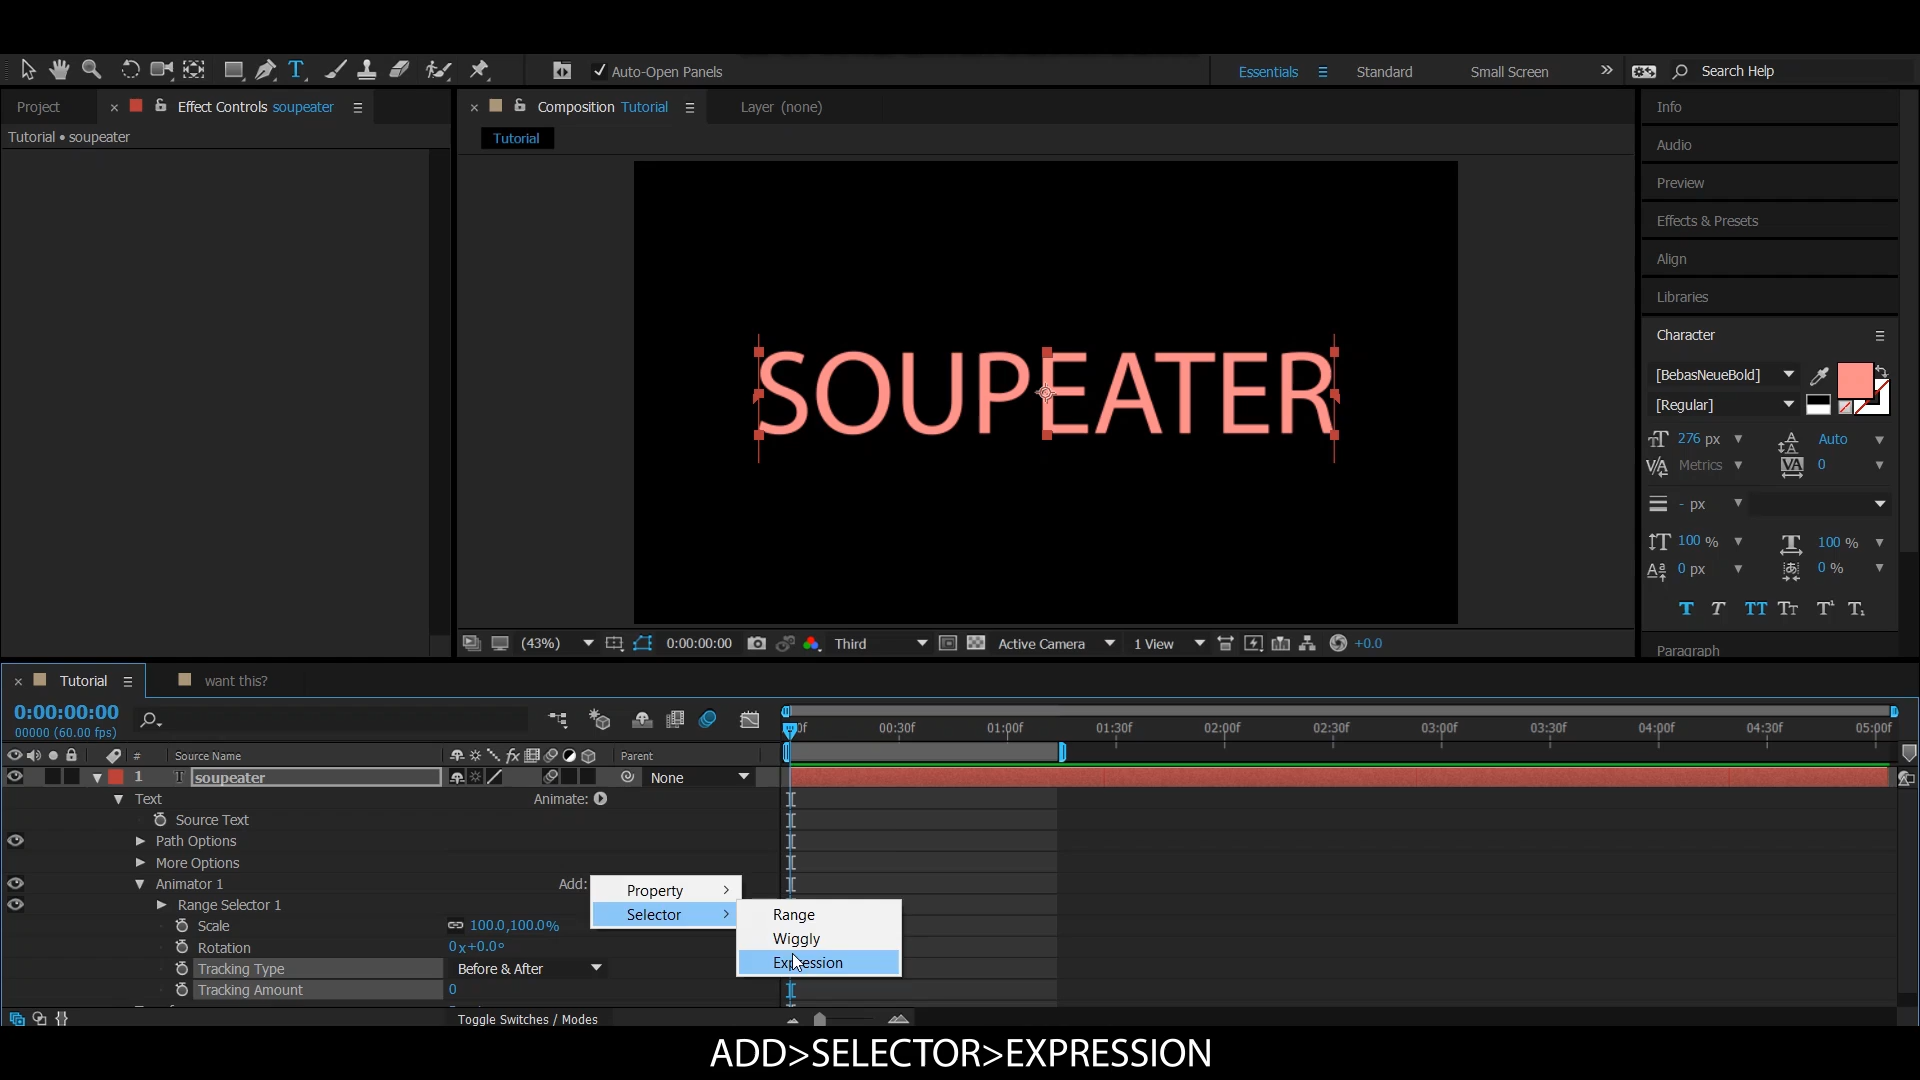 Auto-Open Panels
Essentials
Standard
Small Screen
Search Help
Project
Effect Controls soupeater
Tutorial • soupeater
Composition Tutorial
Layer (none)
Tutorial
SOUPEATER
Info
Audio
Preview
Effects & Presets
Align
Libraries
Character
[BebasNeueBold]
[Regular]
276 px
Auto
Metrics
0
- px
100 %
100 %
0 px
0 %
Paragraph
(43%)
0:00:00:00
Third
Active Camera
1 View
+0.0
Tutorial
want this?
0:00:00:00
00000 (60.00 fps)
00:30f
01:00f
01:30f
02:00f
02:30f
03:00f
03:30f
04:00f
04:30f
05:00f
#
Source Name
Parent
1
soupeater
None
Text
Animate:
Source Text
Path Options
More Options
Animator 1
Add:
Property
Range Selector 1
Selector
Range
Scale
100.0,100.0%
Wiggly
Rotation
0x+0.0°
Expression
Tracking Type
Before & After
Tracking Amount
0
Toggle Switches / Modes
ADD>SELECTOR>EXPRESSION